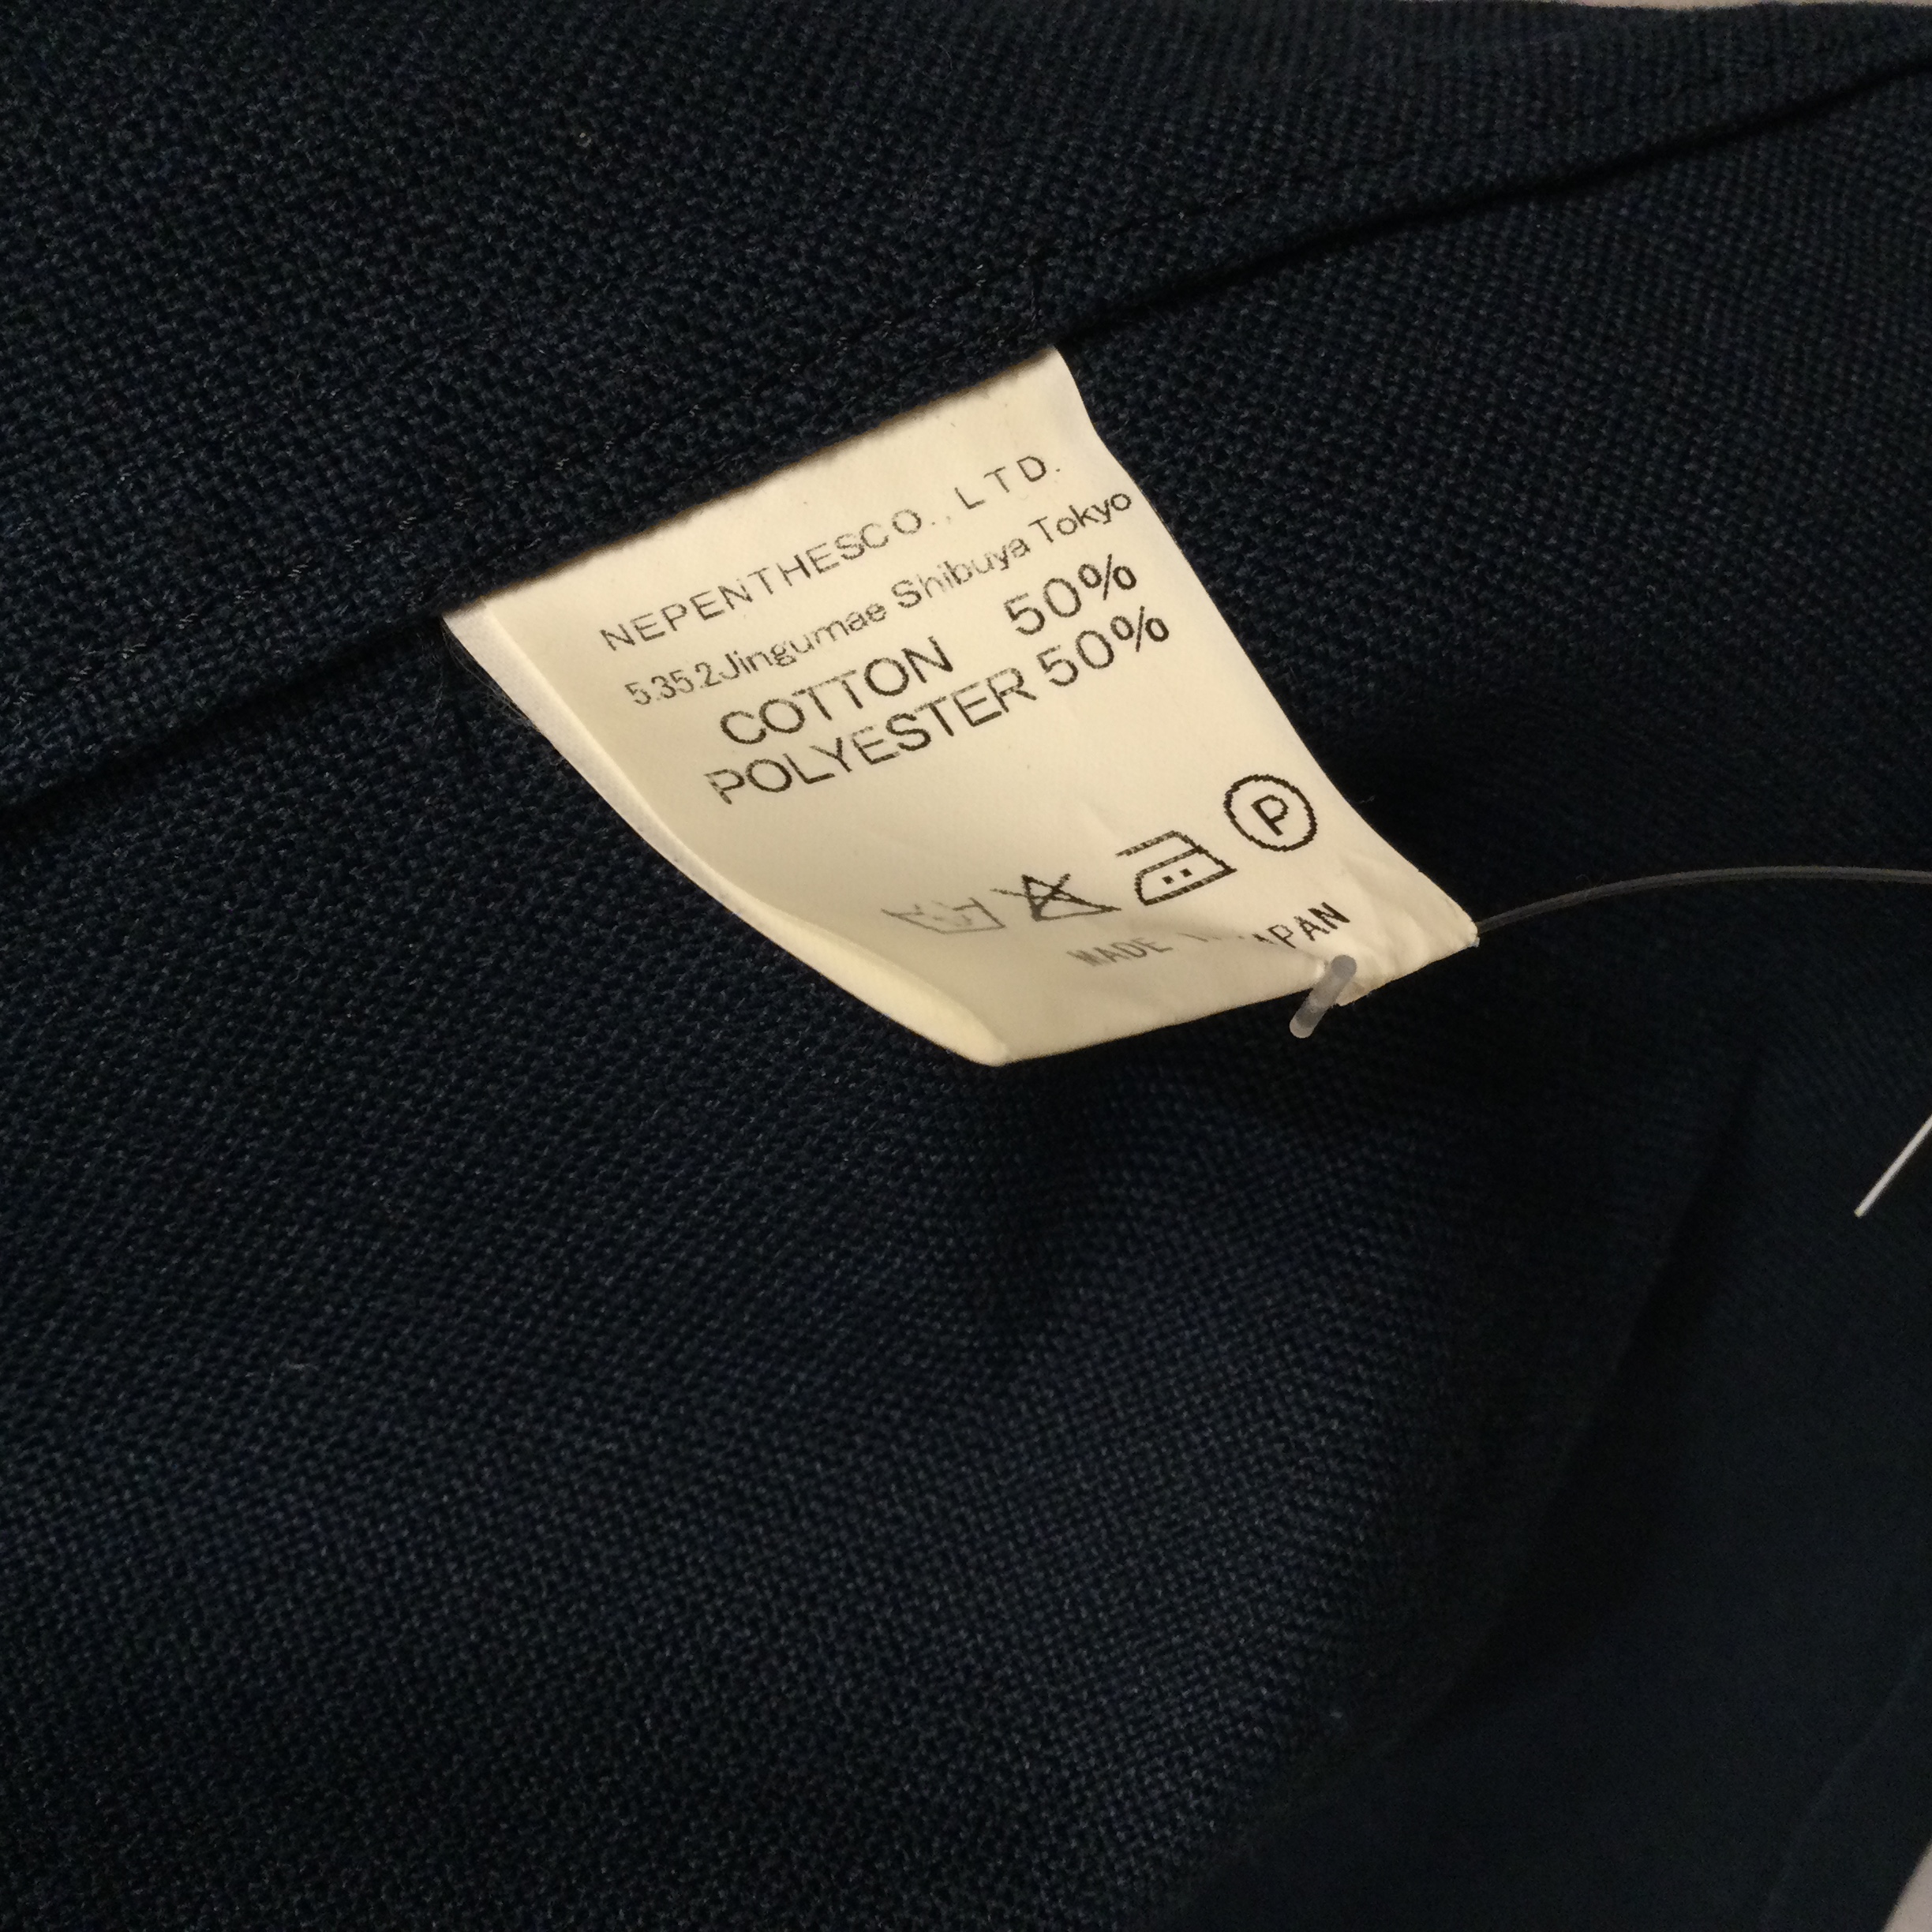 NEPENTHESCO., LTD.
5.35.2Jingumae Shibuya Tokyo
COTTON 50%
POLYESTER 50%
P
MADE